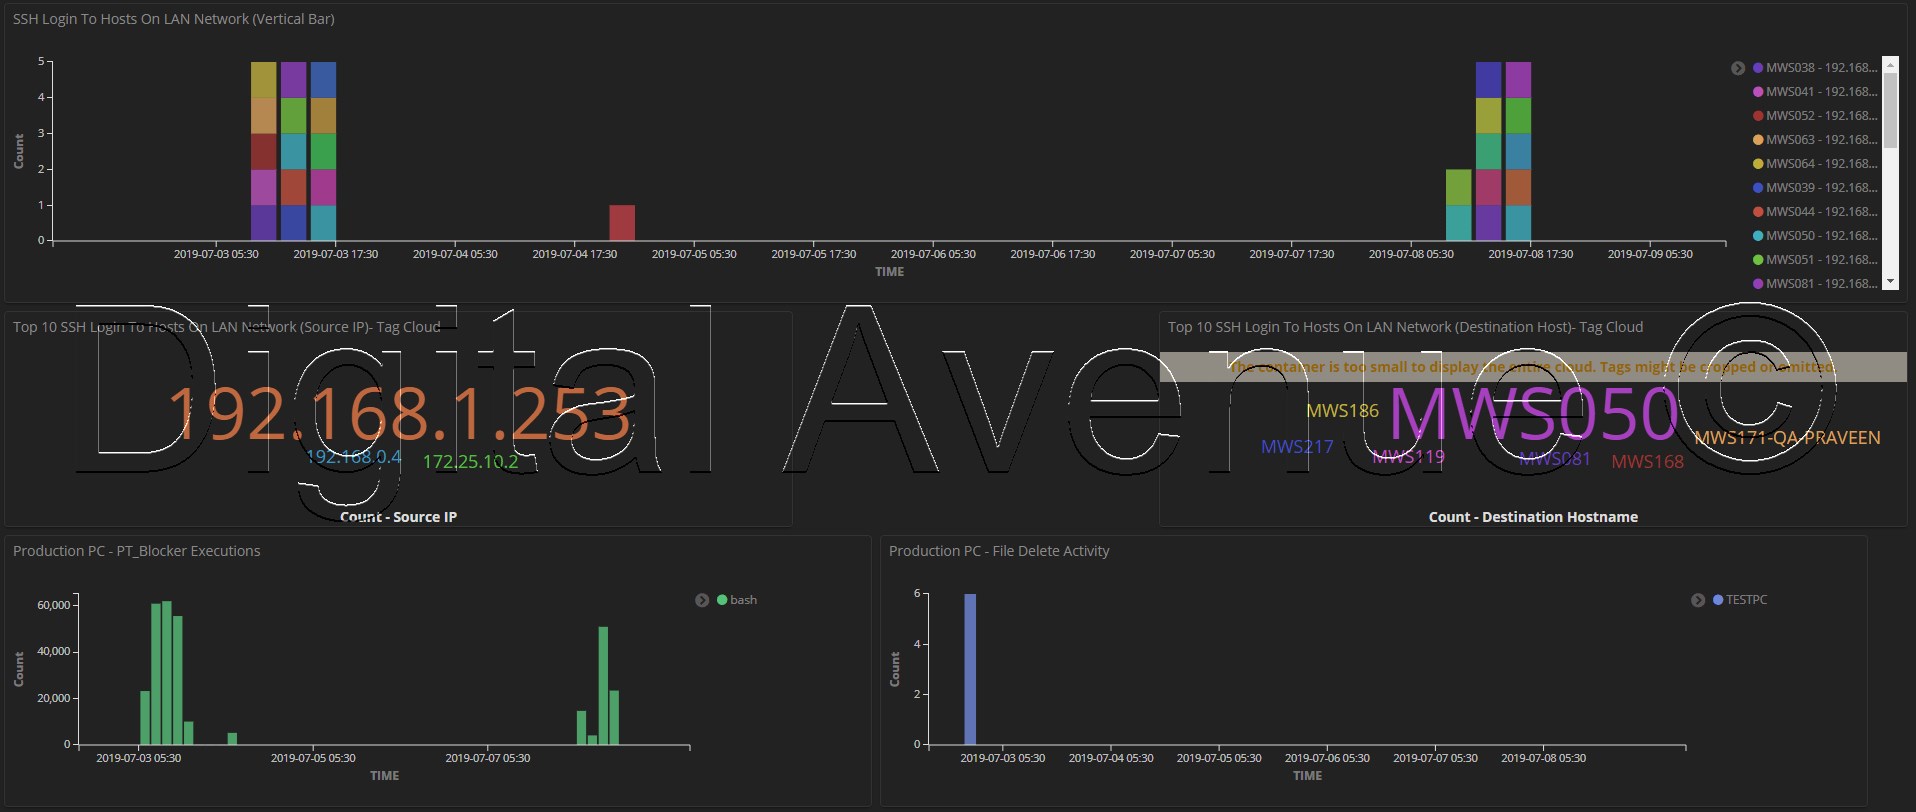 SSH Login To Hosts On LAN Network (Vertical Bar)
5
4
3
2
1
0
Count
2019-07-03 05:30 2019-07-03 17:30 2019-07-04 05:30 2019-07-04 17:30 2019-07-05 05:30 2019-07-05 17:30 2019-07-06 05:30 2019-07-06 17:30 2019-07-07 05:30 2019-07-07 17:30 2019-07-08 05:30 2019-07-08 17:30 2019-07-09 05:30
TIME
MWS038 - 192.168...
MWS041 - 192.168...
MWS052 - 192.168...
MWS063 - 192.168...
MWS064 - 192.168...
MWS039 - 192.168...
MWS044 - 192.168...
MWS050 - 192.168...
MWS051 - 192.168...
MWS081 - 192.168...
Digital Avenue ©
Top 10 SSH Login To Hosts On LAN Network (Source IP)- Tag Cloud
192.168.1.253
192.168.0.4
172.25.10.2
Count - Source IP
Top 10 SSH Login To Hosts On LAN Network (Destination Host)- Tag Cloud
The container is too small to display the entire cloud. Tags might be cropped or omitted.
MWS186
MWS050
MWS171-QA-PRAVEEN
MWS217
MWS119
MWS081
MWS168
Count - Destination Hostname
Production PC - PT_Blocker Executions
60,000
40,000
20,000
0
Count
2019-07-03 05:30 2019-07-05 05:30 2019-07-07 05:30
TIME
bash
Production PC - File Delete Activity
6
4
2
0
Count
2019-07-03 05:30 2019-07-04 05:30 2019-07-05 05:30 2019-07-06 05:30 2019-07-07 05:30 2019-07-08 05:30
TIME
TESTPC